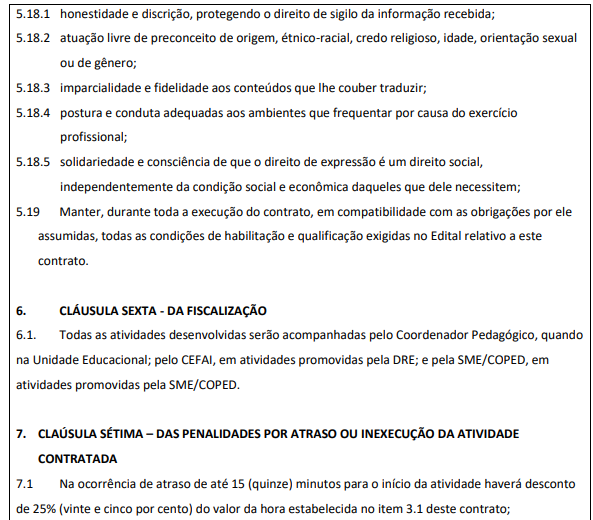 5.18.1 honestidade e discrição, protegendo o direito de sigilo da informação recebida;
5.18.2 atuação livre de preconceito de origem, étnico-racial, credo religioso, idade, orientação sexual
ou de gênero;
5.18.3 imparcialidade e fidelidade aos conteúdos que lhe couber traduzir;
5.18.4 postura e conduta adequadas aos ambientes que frequentar por causa do exercício
profissional;
5.18.5 solidariedade e consciência de que o direito de expressão é um direito social,
independentemente da condição social e econômica daqueles que dele necessitem;
5.19 Manter, durante toda a execução do contrato, em compatibilidade com as obrigações por ele
assumidas, todas as condições de habilitação e qualificação exigidas no Edital relativo a este
contrato.
6. CLÁUSULA SEXTA - DA FISCALIZAÇÃO
6.1. Todas as atividades desenvolvidas serão acompanhadas pelo Coordenador Pedagógico, quando
na Unidade Educacional; pelo CEFAI, em atividades promovidas pela DRE; e pela SME/COPED, em
atividades promovidas pela SME/COPED.
7. CLAÚSULA SÉTIMA – DAS PENALIDADES POR ATRASO OU INEXECUÇÃO DA ATIVIDADE
CONTRATADA
7.1 Na ocorrência de atraso de até 15 (quinze) minutos para o início da atividade haverá desconto
de 25% (vinte e cinco por cento) do valor da hora estabelecida no item 3.1 deste contrato;